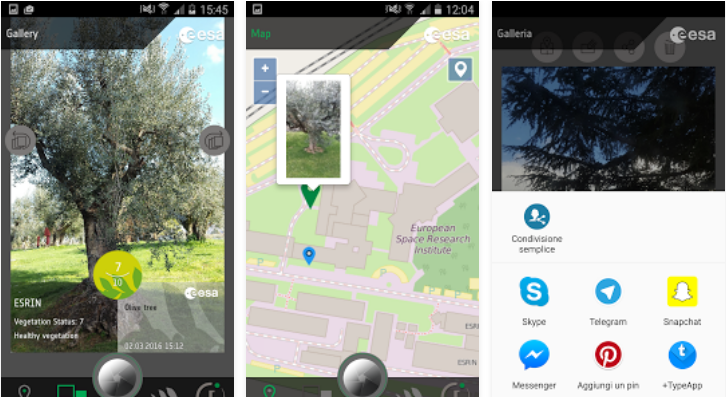 15:45
Gallery
esa
7
10
ESRIN
Vegetation Status: 7
Healthy vegetation
esa
Olive tree
02.03.2016 15:12
12:04
Map
esa
+
−
European
Space Research
Institute
P
ESRIN
Galleria
esa
Condivisione
semplice
Skype
Telegram
Snapchat
Messenger
Aggiungi un pin
+TypeApp